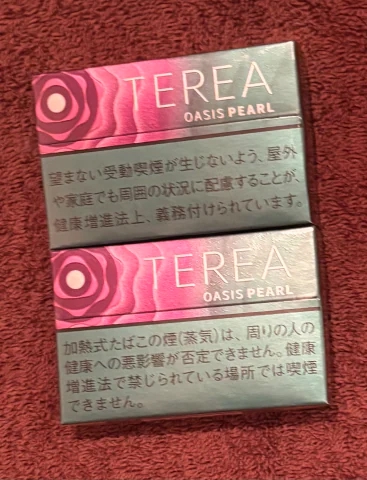 TEREA
OASIS PEARL
望まない受動喫煙が生じないよう、屋外
や家庭でも周囲の状況に配慮することが、
健康増進法上、義務付けられています。
TEREA
OASIS PEARL
加熱式たばこの煙(蒸気)は、周りの人の
健康への悪影響が否定できません。健康
増進法で禁じられている場所では喫煙
できません。